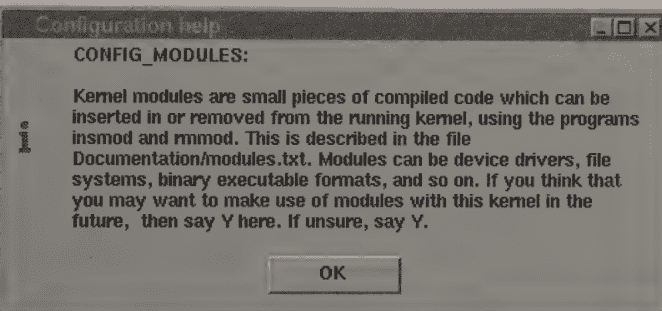 Configuration help
CONFIG_MODULES:
Kernel modules are small pieces of compiled code which can be
inserted in or removed from the running kernel, using the programs
insmod and rmmod. This is described in the file
Documentation/modules.txt. Modules can be device drivers, file
systems, binary executable formats, and so on. If you think that
you may want to make use of modules with this kernel in the
future, then say Y here. If unsure, say Y.
OK